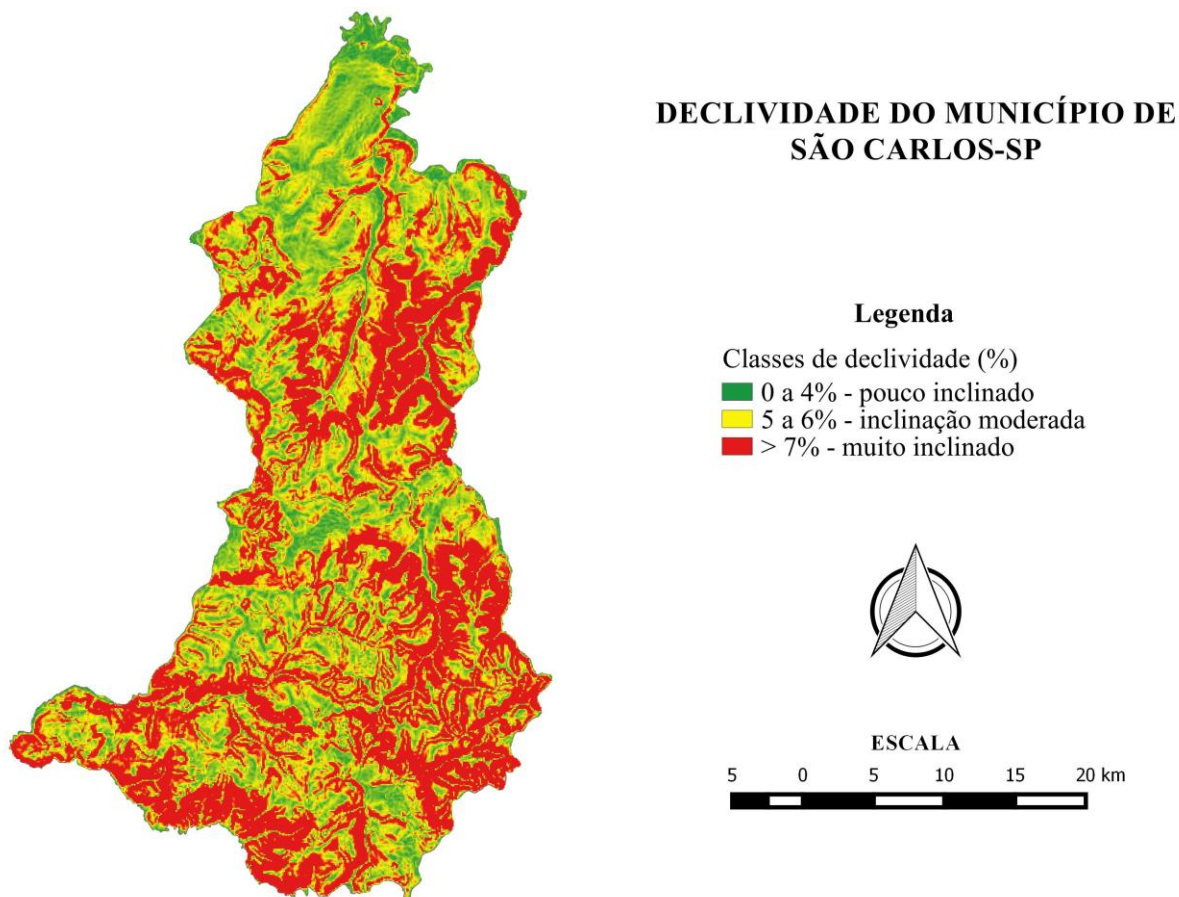 DECLIVIDADE DO MUNICÍPIO DE
SÃO CARLOS-SP
Legenda
Classes de declividade (%)
0 a 4% - pouco inclinado
5 a 6% - inclinação moderada
> 7% - muito inclinado
ESCALA
5 0 5 10 15 20 km